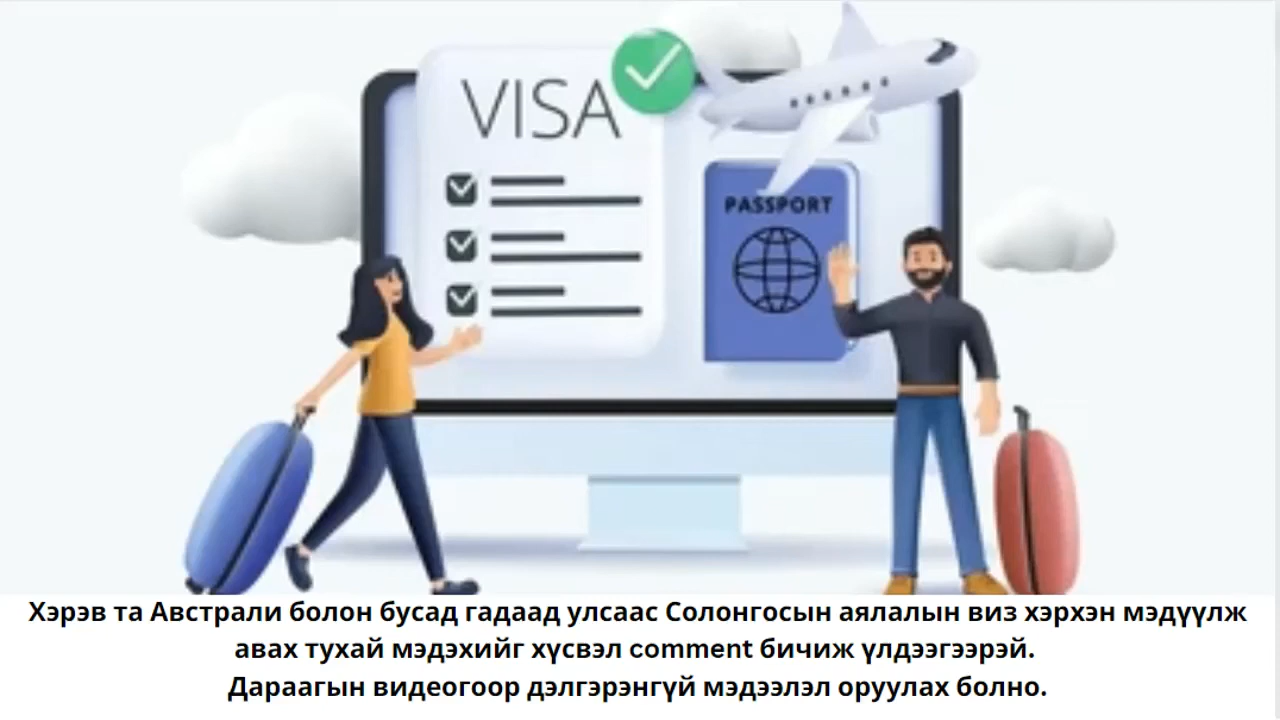 VISA
PASSPORT
Хэрэв та Австрали болон бусад гадаад улсаас Солонгосын аялалын виз хэрхэн мэдүүлж
авах тухай мэдэхийг хүсвэл comment бичиж үлдээгээрэй.
Дараагын видеогоор дэлгэрэнгүй мэдээлэл оруулах болно.